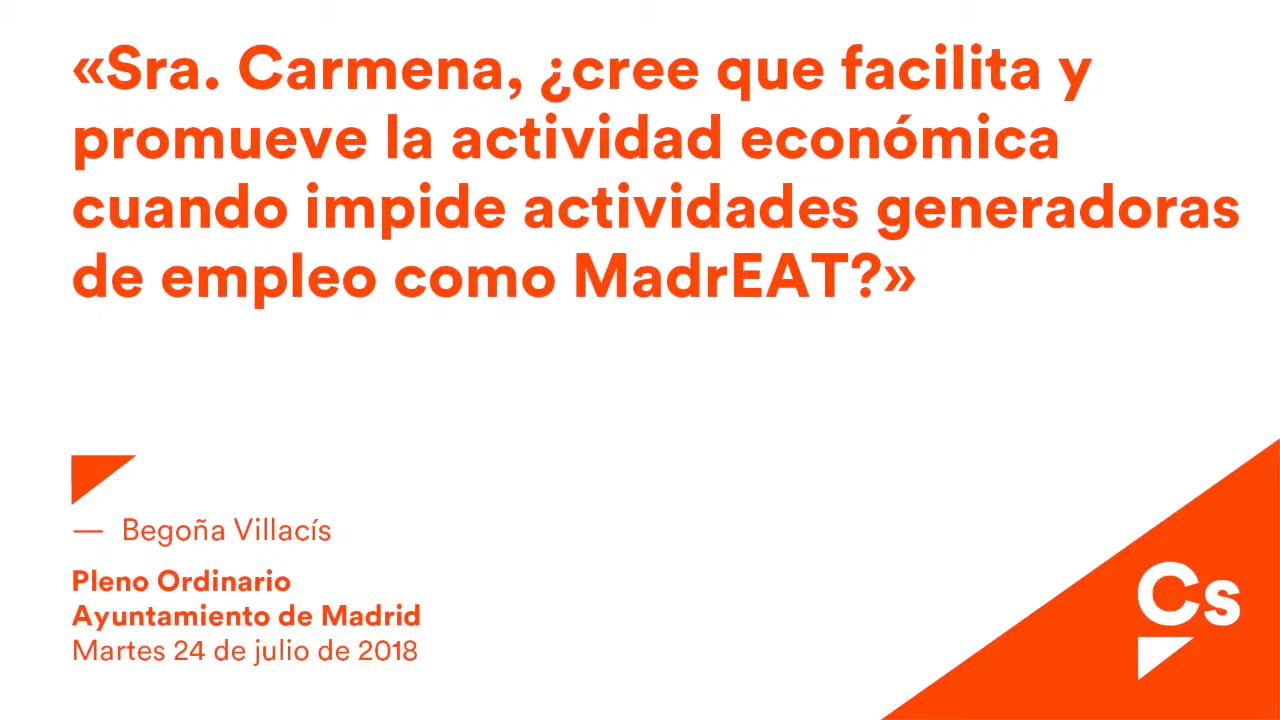 «Sra. Carmena, ¿cree que facilita y
promueve la actividad económica
cuando impide actividades generadoras
de empleo como MadrEAT?»
— Begoña Villacís
Pleno Ordinario
Ayuntamiento de Madrid
Martes 24 de julio de 2018
Cs